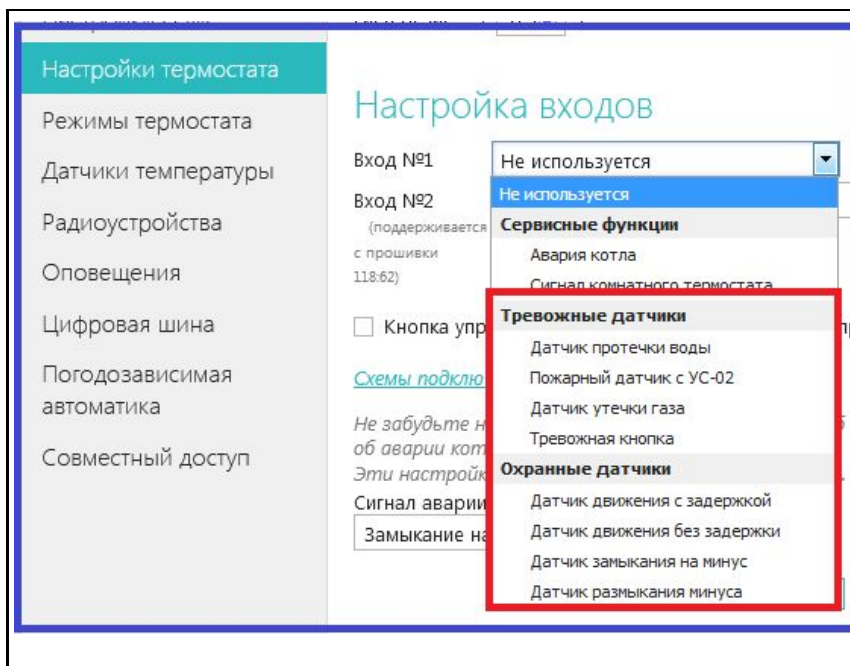 Настройки термостата
Режимы термостата
Датчики температуры
Радиоустройства
Оповещения
Цифровая шина
Погодозависимая
автоматика
Совместный доступ
Настройка входов
Вход №1
Не используется
Вход №2
(поддерживается
с прошивки
118:62)
Не используется
Сервисные функции
Авария котла
Сигнал комнатного термостата
Тревожные датчики
Датчик протечки воды
Пожарный датчик с УС-02
Датчик утечки газа
Тревожная кнопка
Охранные датчики
Датчик движения с задержкой
Датчик движения без задержки
Датчик замыкания на минус
Датчик размыкания минуса
Кнопка упр
Схемы подклю
Не забудьте н
об аварии кот
Эти настройк
Сигнал аварии
Замыкание на